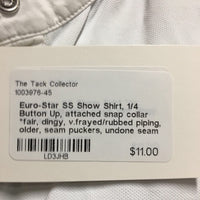 The Tack Collector
1003976-45
Euro-Star SS Show Shirt, 1/4
Button Up, attached snap collar
*fair, dingy, v.frayed/rubbed piping,
older, seam puckers, undone seam
LD3JHB
$11.00